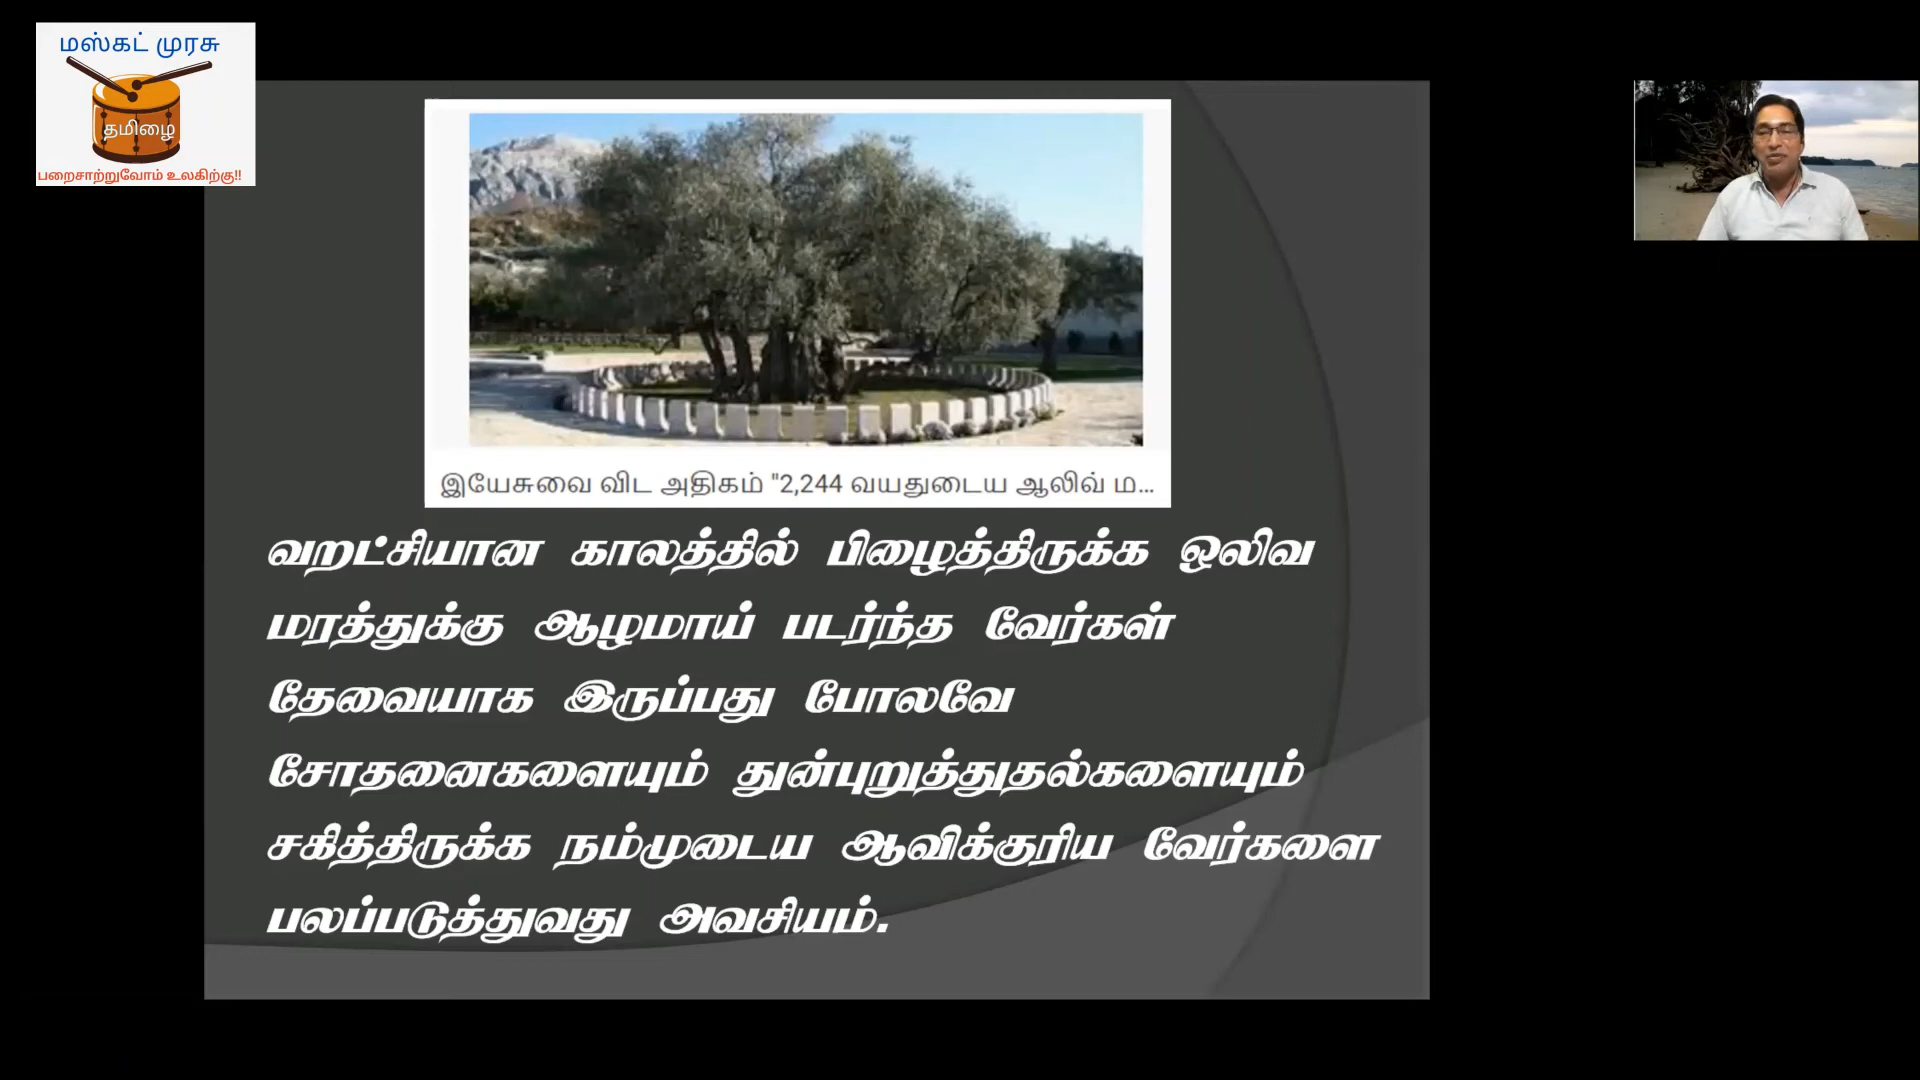 மஸ்கட் முரசு
தமிழை
பறைசாற்றுவோம் உலகிற்கு!!
இயேசுவை விட அதிகம் "2,244 வயதுடைய ஆலிவ் ம...
வறட்சியான காலத்தில் பிழைத்திருக்க ஒலிவ
மரத்துக்கு ஆழமாய் படர்ந்த வேர்கள்
தேவையாக இருப்பது போலவே
சோதனைகளையும் துன்புறுத்துதல்களையும்
சகித்திருக்க நம்முடைய ஆவிக்குரிய வேர்களை
பலப்படுத்துவது அவசியம்.